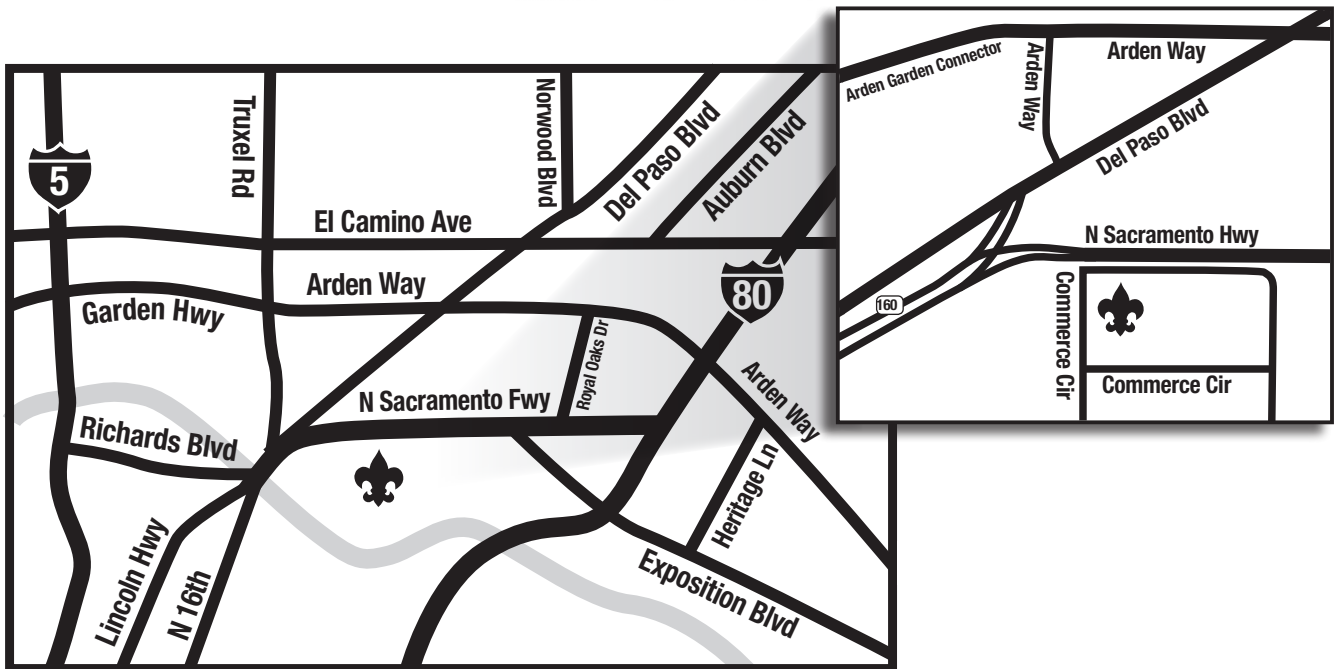 5
Truxel Rd
Norwood Blvd
Del Paso Blvd
Auburn Blvd
El Camino Ave
Arden Way
80
Garden Hwy
Royal Oaks Dr
N Sacramento Fwy
Arden Way
Richards Blvd
Heritage Ln
Lincoln Hwy
N 16th
Exposition Blvd
Arden Garden Connector
Arden Way
Arden Way
Del Paso Blvd
N Sacramento Hwy
160
Commerce Cir
Commerce Cir